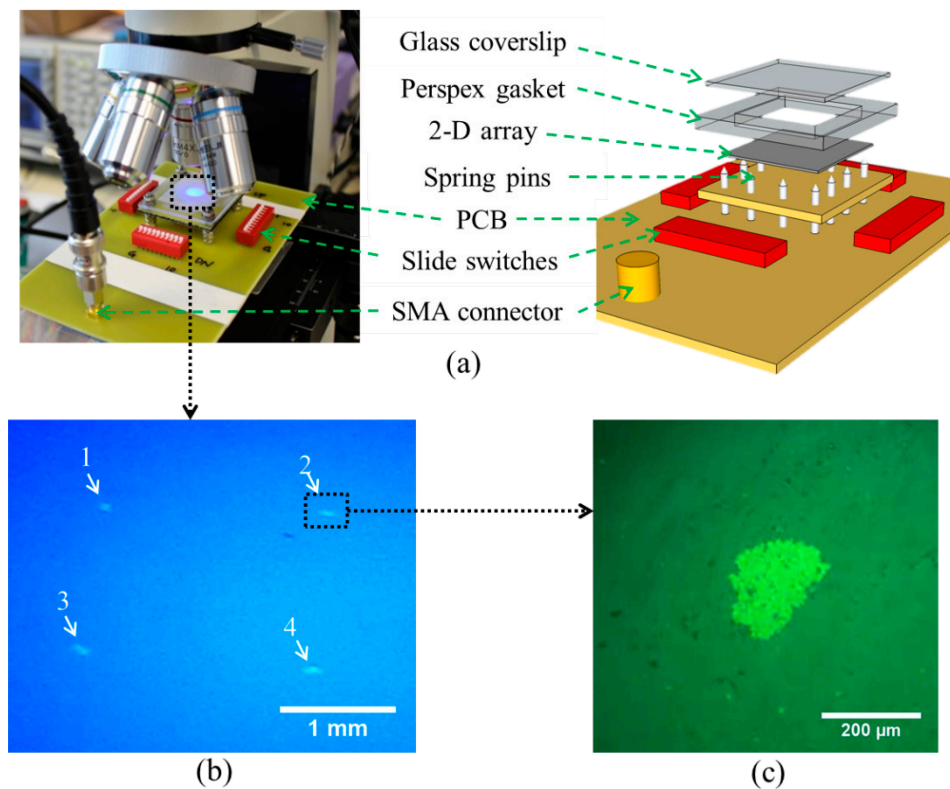 Glass coverslip
Perspex gasket
2-D array
Spring pins
PCB
Slide switches
SMA connector
(a)
1
2
3
4
1 mm
(b)
200 µm
(c)